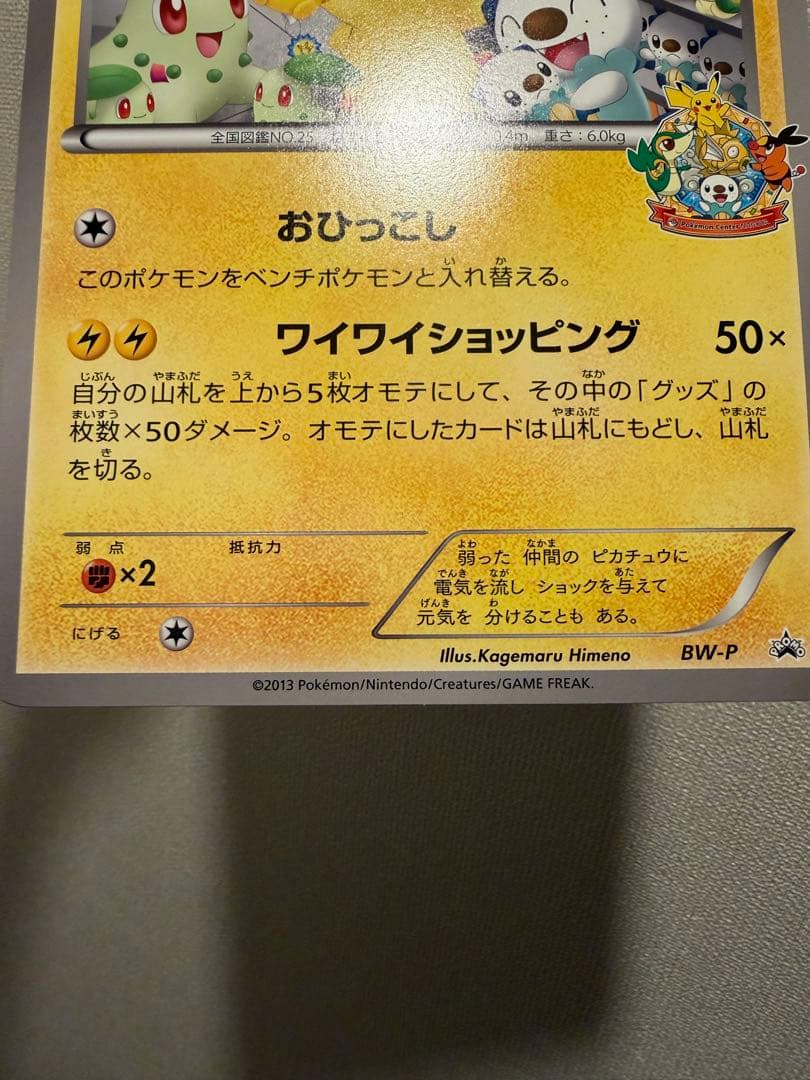 全国図鑑NO.25
重さ:6.0kg
Pokémon Center
おひっこし
このポケモンをベンチポケモンと入れ替える。
ワイワイショッピング 50×
自分の山札を上から5枚オモテにして、その中の「グッズ」の
枚数×50ダメージ。オモテにしたカードは山札にもどし、山札
を切る。
弱点 抵抗力
×2
にげる
弱った 仲間の ピカチュウに
電気を流し ショックを与えて
元気を 分けることも ある。
Illus.Kagemaru Himeno BW-P PROMO
©2013 Pokémon/Nintendo/Creatures/GAME FREAK.